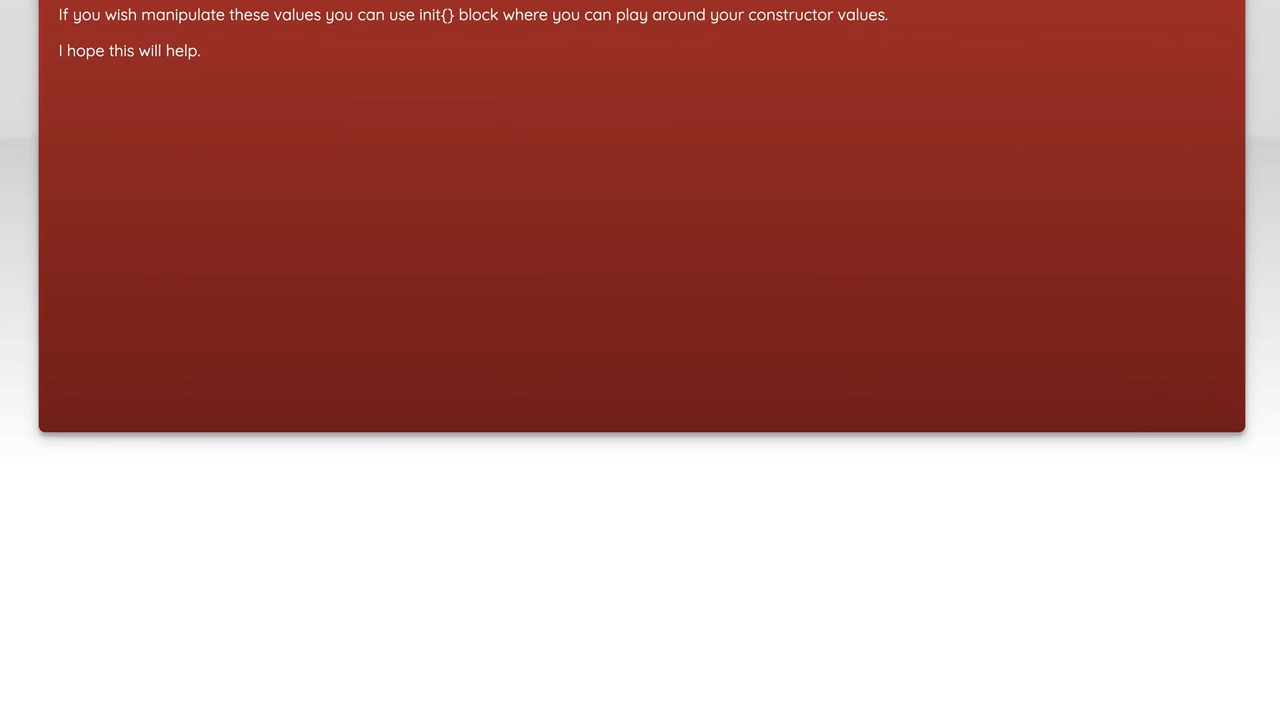 If you wish manipulate these values you can use init{} block where you can play around your constructor values.
I hope this will help.